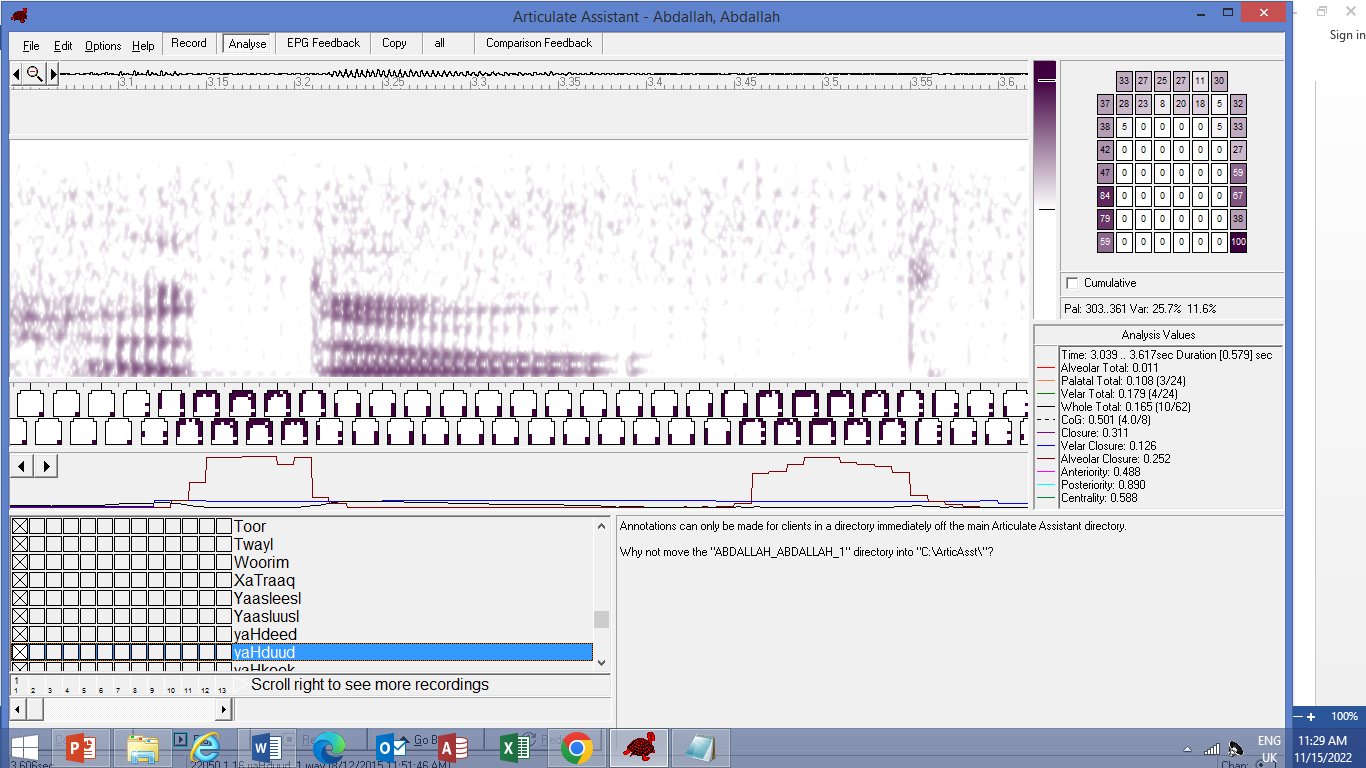 Articulate Assistant - Abdallah, Abdallah
Sign in
File Edit Options Help Record Analyse EPG Feedback Copy all Comparison Feedback
3.1 3.15 3.2 3.25 3.3 3.35 3.4 3.45 3.5 3.55 3.6
33 27 25 27 11 30
37 28 23 8 20 18 5 32
38 5 0 0 0 0 5 33
42 0 0 0 0 0 0 27
47 0 0 0 0 0 0 59
84 0 0 0 0 0 0 67
79 0 0 0 0 0 0 38
59 0 0 0 0 0 0 100
Cumulative
Pal: 303..361 Var: 25.7% 11.6%
Analysis Values
Time: 3.039 .. 3.617sec Duration [0.579] sec
Alveolar Total: 0.011
Palatal Total: 0.108 (3/24)
Velar Total: 0.179 (4/24)
Whole Total: 0.165 (10/62)
CoG: 0.501 (4.0/8)
Closure: 0.311
Velar Closure: 0.126
Alveolar Closure: 0.252
Anteriority: 0.488
Posteriority: 0.890
Centrality: 0.588
Toor
Twayl
Woorim
XaTraaq
Yaasleesl
Yaasluusl
yaHdeed
yaHduud
yaHkook
1
1 2 3 4 5 6 7 8 9 10 11 12 13
Scroll right to see more recordings
Annotations can only be made for clients in a directory immediately off the main Articulate Assistant directory.
Why not move the "ABDALLAH_ABDALLAH_1" directory into "C:\ArticAsst\"?
100%
Go B
ENG
UK
11:29 AM
11/15/2022
3.606sec
22050 1 16 yaHduud_1.wav (8/12/2015 11:51:46 AM)
Chan: